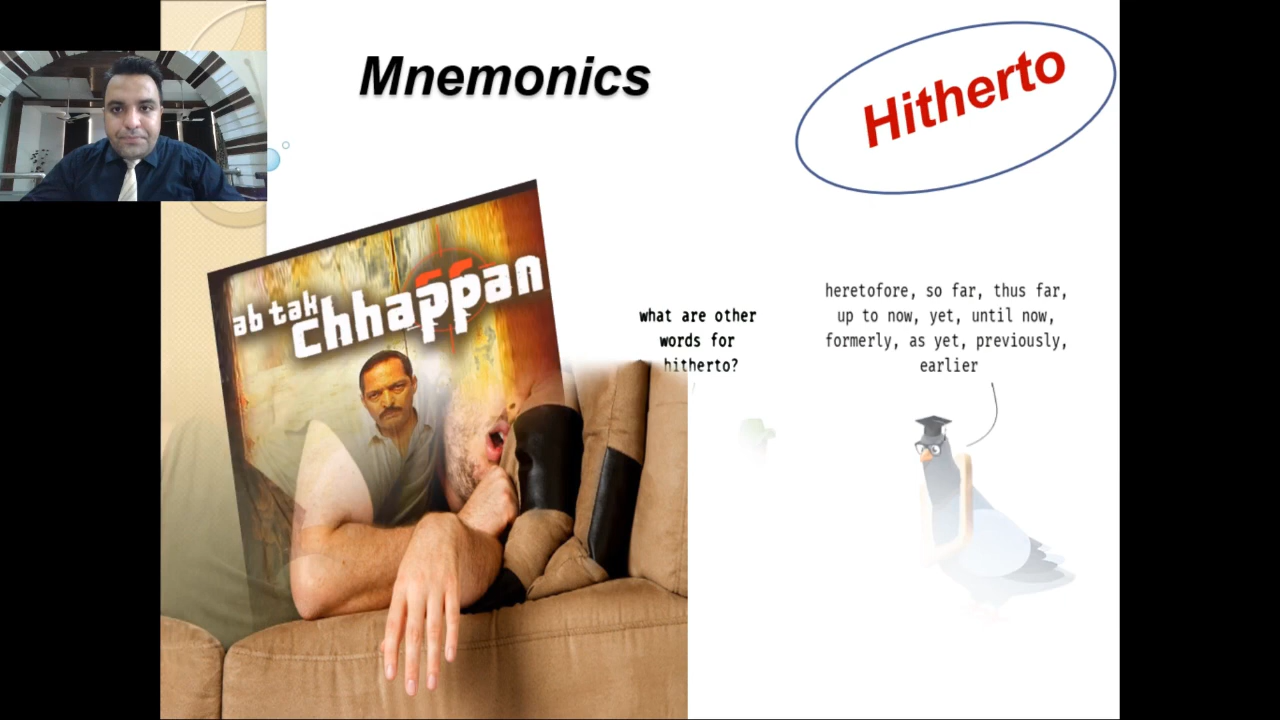 Mnemonics
Hitherto
ab tak
chhappan
what are other
words for
hitherto?
heretofore, so far, thus far,
up to now, yet, until now,
formerly, as yet, previously,
earlier